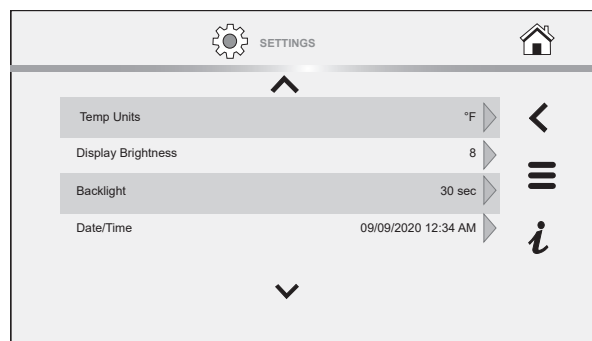 SETTINGS
Temp Units °F
Display Brightness 8
Backlight 30 sec
Date/Time 09/09/2020 12:34 AM
i